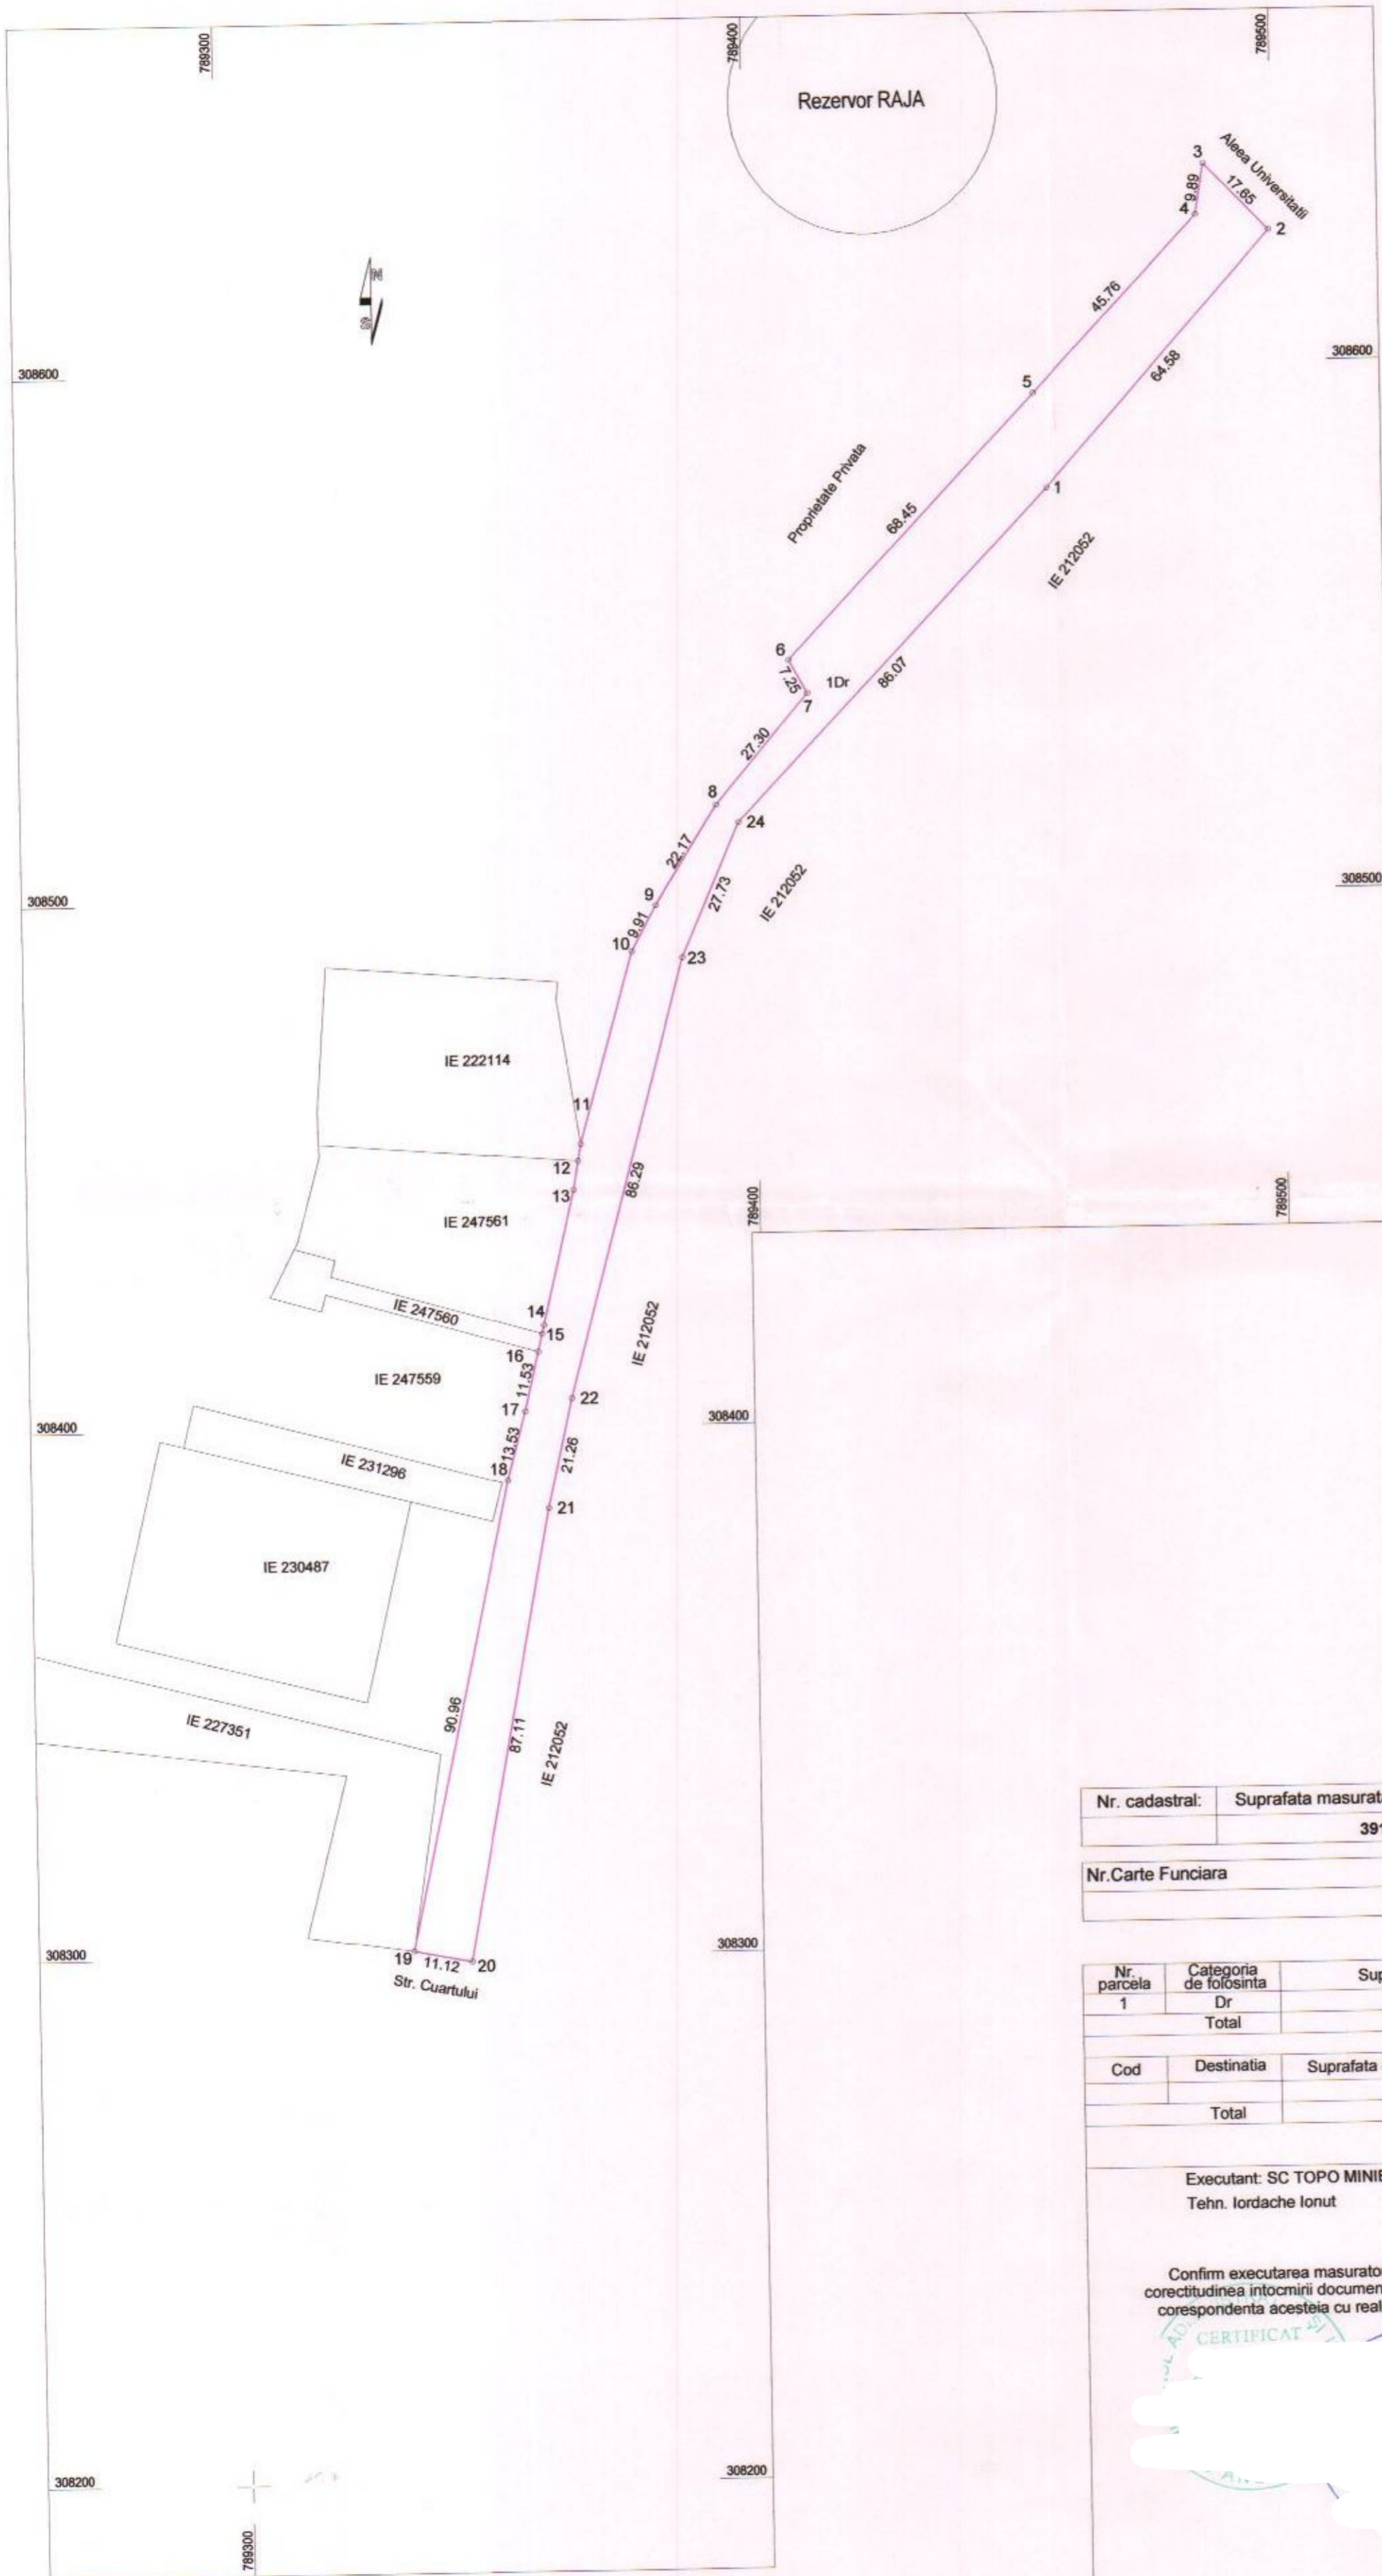 789300
789400
789500
Rezervor RAJA
3
Aleea Universitatii
9.89
17.65
4
2
N
S
45.76
308600
308600
64.58
5
Proprietate Privata
68.45
1
IE 212052
6
7.25
1Dr
86.07
7
27.30
8
24
22.17
308500
308500
9
27.73
IE 212052
9.91
10
23
IE 222114
11
12
86.29
13
789400
789500
IE 247561
14
IE 247560
15
IE 212052
16
11.53
IE 247559
22
17
308400
308400
13.53
21.26
18
IE 231296
21
IE 230487
90.96
87.11
IE 227351
IE 212052
Nr. cadastral:
Suprafata masurat
391
Nr.Carte Funciara
308300
308300
19
11.12
20
Str. Cuartului
Nr. parcela
Categoria de folosinta
Sup
1
Dr
Total
Cod
Destinatia
Suprafata
Total
Executant: SC TOPO MINIE
Tehn. Iordache Ionut
Confirm executarea masurato
corectitudinea intocmirii documen
corespondenta acesteia cu real
CERTIFICAT
308200
308200
789300